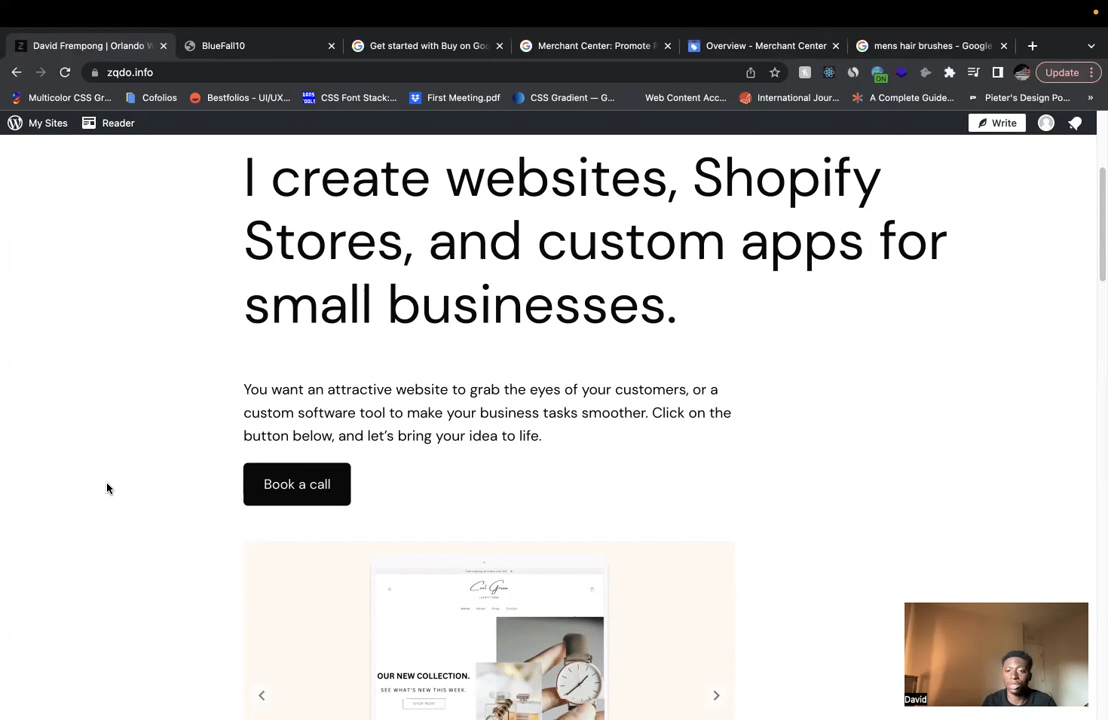 David Frempong | Orlando W
BlueFall10
Get started with Buy on Goo
Merchant Center: Promote P
Overview - Merchant Center
mens hair brushes - Google
zqdo.info
Update
Multicolor CSS Gr...
Cofolios
Bestfolios - UI/UX...
CSS Font Stack:...
First Meeting.pdf
CSS Gradient — G...
Web Content Acc...
International Jour...
A Complete Guide...
Pieter's Design Po...
»
My Sites
Reader
Write
I create websites, Shopify
Stores, and custom apps for
small businesses.
You want an attractive website to grab the eyes of your customers, or a
custom software tool to make your business tasks smoother. Click on the
button below, and let's bring your idea to life.
Book a call
Home
OUR NEW COLLECTION.
SEE WHAT'S NEW THIS WEEK.
SHOP NOW
David